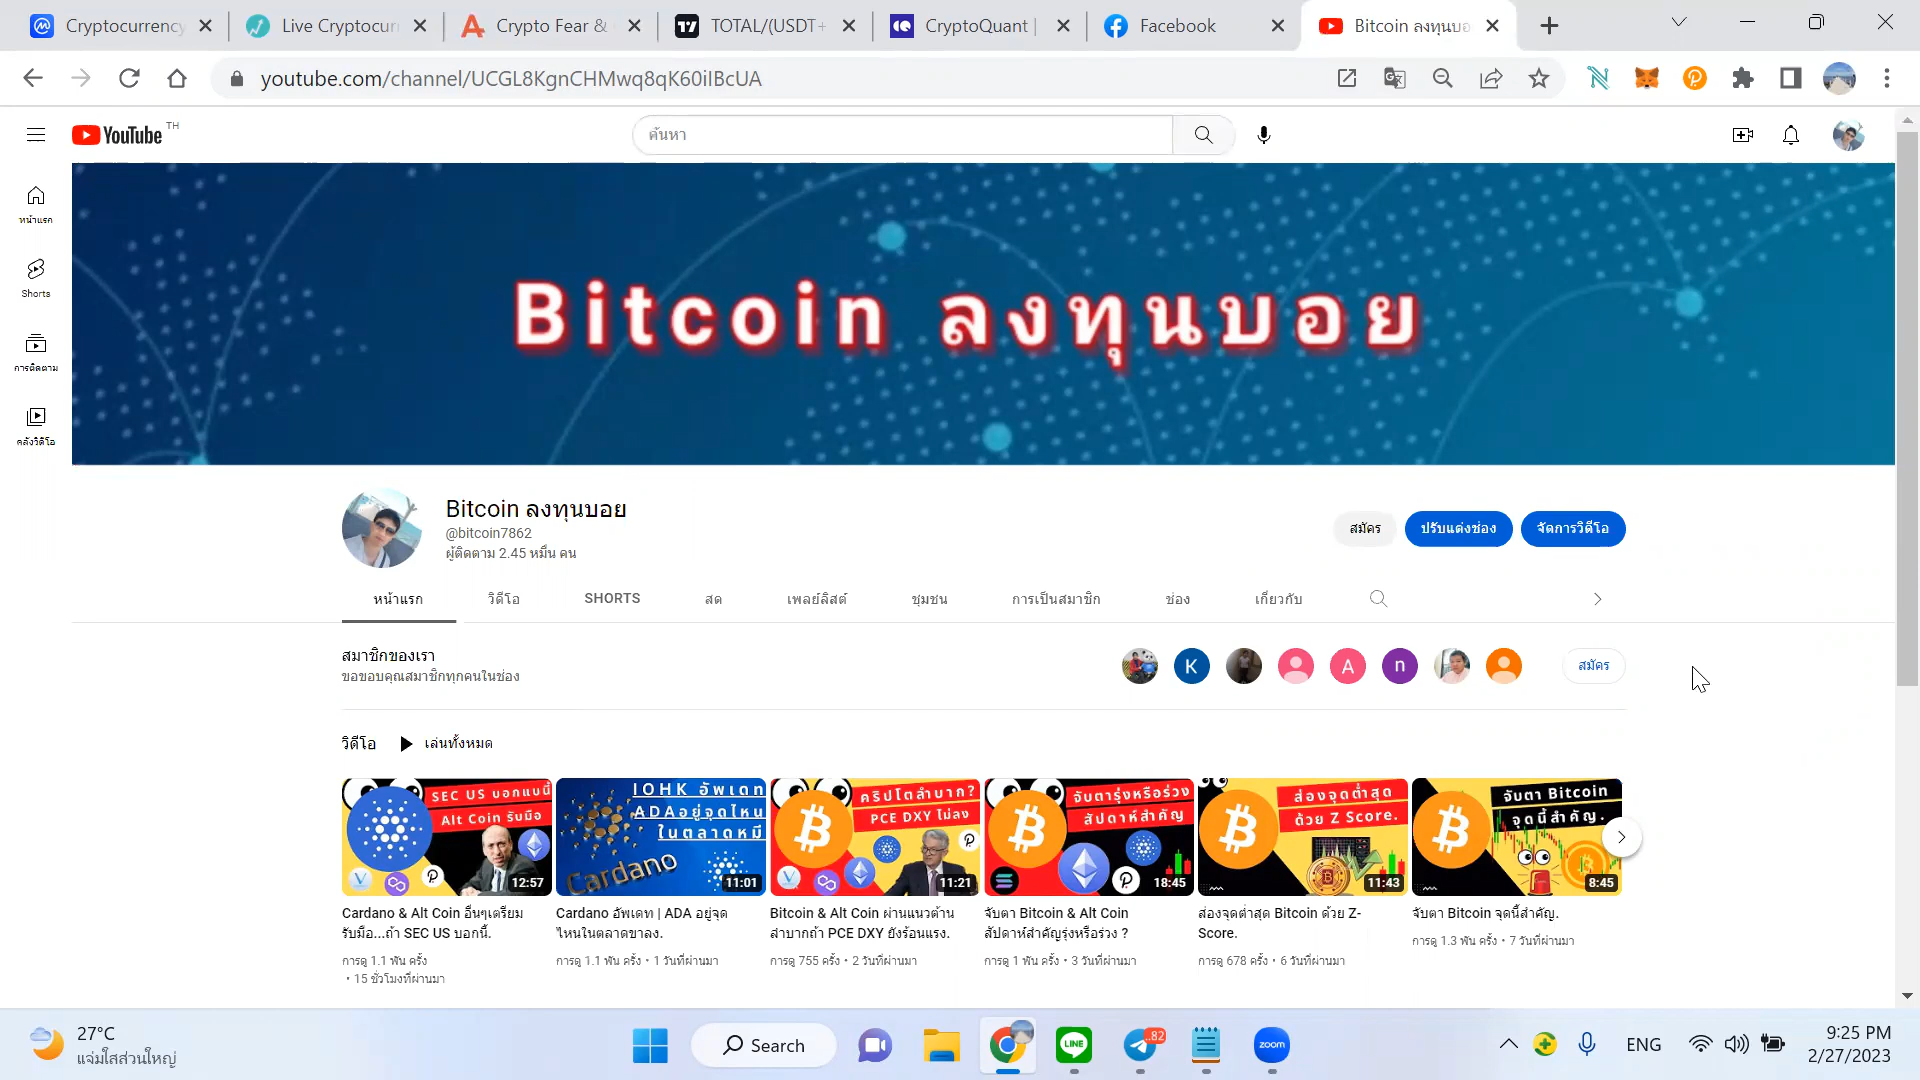 Cryptocurrency
Live Cryptocurr
Crypto Fear &
TOTAL/(USDT+
CryptoQuant |
Facebook
Bitcoin ลงทุนบอ
youtube.com/channel/UCGL8KgnCHMwq8qK60iIBcUA
YouTube TH
ค้นหา
หน้าแรก
Shorts
การติดตาม
คลังวิดีโอ
Bitcoin ลงทุนบอย
Bitcoin ลงทุนบอย
@bitcoin7862
ผู้ติดตาม 2.45 หมื่น คน
สมัคร
ปรับแต่งช่อง
จัดการวิดีโอ
หน้าแรก
วิดีโอ
SHORTS
สด
เพลย์ลิสต์
ชุมชน
การเป็นสมาชิก
ช่อง
เกี่ยวกับ
สมาชิกของเรา
ขอขอบคุณสมาชิกทุกคนในช่อง
K
A
n
สมัคร
วิดีโอ
เล่นทั้งหมด
SEC US บอกแบนี้
Alt Coin รับมือ
12:57
IOHK อัพเดท
ADAอยู่จุดไหน
ในตลาดหมี
Cardano
11:01
คริปโตลำบาก?
PCE DXY ไม่ลง
11:21
จับตารุ่งหรือร่วง
สัปดาห์สำคัญ
18:45
ส่องจุดต่ำสุด
ด้วย Z Score.
11:43
จับตา Bitcoin
จุดนี้สำคัญ.
8:45
Cardano & Alt Coin อื่นๆเตรียม
รับมือ...ถ้า SEC US บอกนี้.
การดู 1.1 พัน ครั้ง
• 15 ชั่วโมงที่ผ่านมา
Cardano อัพเดท | ADA อยู่จุด
ไหนในตลาดขาลง.
การดู 1.1 พัน ครั้ง • 1 วันที่ผ่านมา
Bitcoin & Alt Coin ผ่านแนวต้าน
ลำบากถ้า PCE DXY ยังร้อนแรง.
การดู 755 ครั้ง • 2 วันที่ผ่านมา
จับตา Bitcoin & Alt Coin
สัปดาห์สำคัญรุ่งหรือร่วง ?
การดู 1 พัน ครั้ง • 3 วันที่ผ่านมา
ส่องจุดต่ำสุด Bitcoin ด้วย Z-
Score.
การดู 678 ครั้ง • 6 วันที่ผ่านมา
จับตา Bitcoin จุดนี้สำคัญ.
การดู 1.3 พัน ครั้ง • 7 วันที่ผ่านมา
27°C
แจ่มใสส่วนใหญ่
Search
LINE
..82
zoom
ENG
9:25 PM
2/27/2023